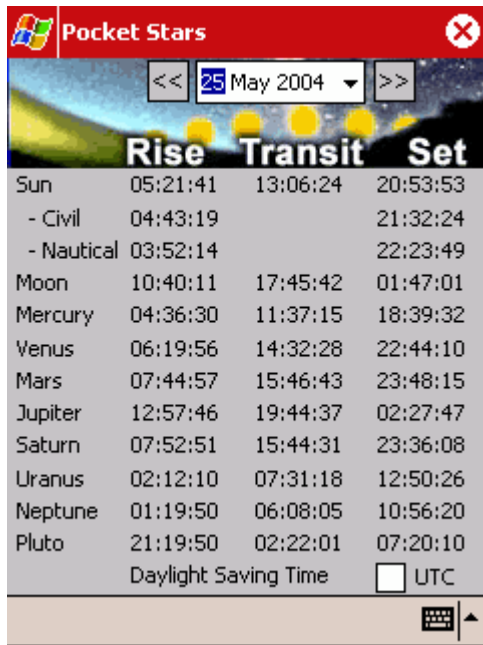 Pocket Stars
<< 25 May 2004 >>
Rise Transit Set
Sun 05:21:41 13:06:24 20:53:53
- Civil 04:43:19 21:32:24
- Nautical 03:52:14 22:23:49
Moon 10:40:11 17:45:42 01:47:01
Mercury 04:36:30 11:37:15 18:39:32
Venus 06:19:56 14:32:28 22:44:10
Mars 07:44:57 15:46:43 23:48:15
Jupiter 12:57:46 19:44:37 02:27:47
Saturn 07:52:51 15:44:31 23:36:08
Uranus 02:12:10 07:31:18 12:50:26
Neptune 01:19:50 06:08:05 10:56:20
Pluto 21:19:50 02:22:01 07:20:10
Daylight Saving Time UTC